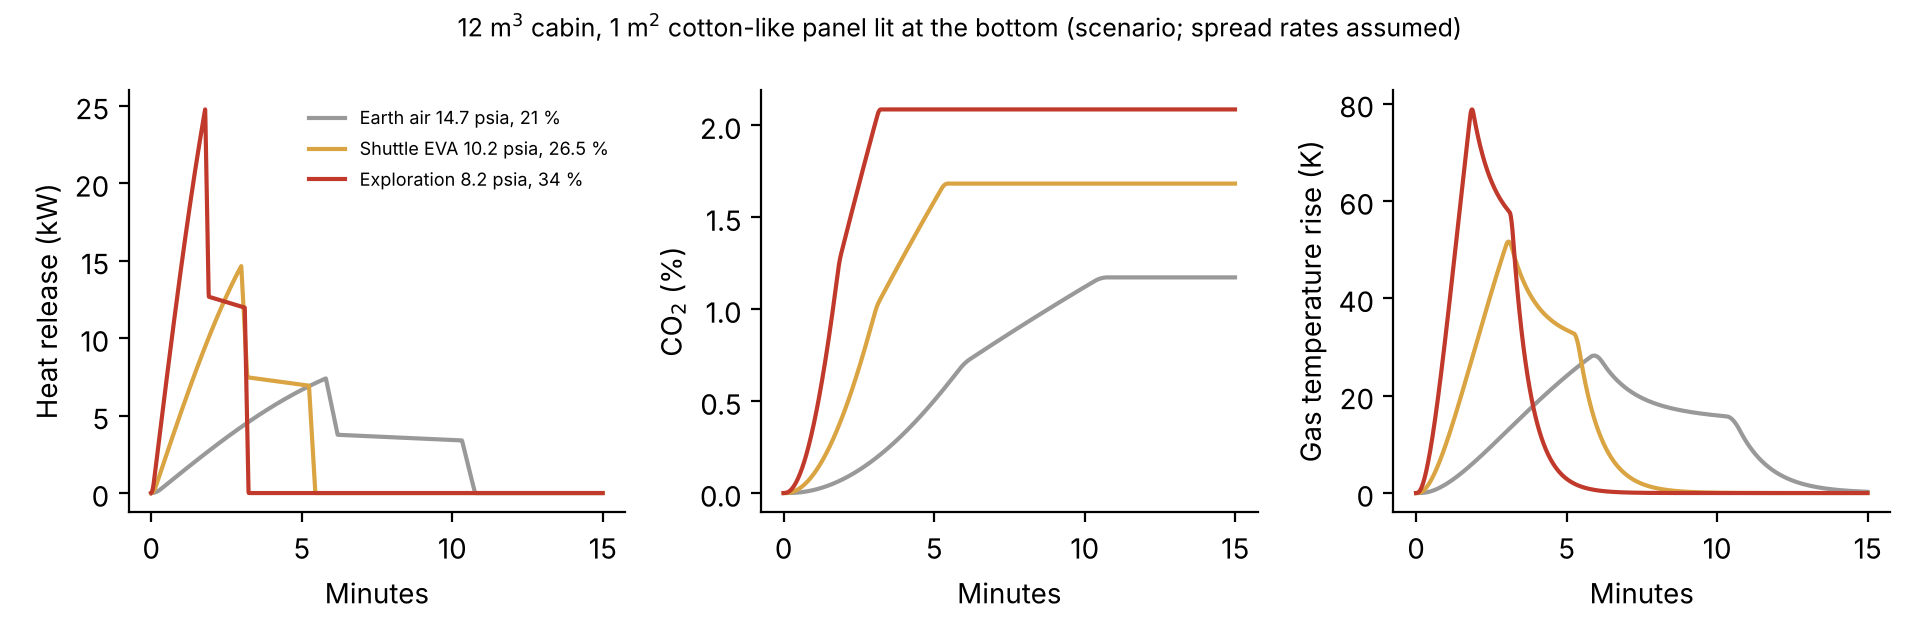 12 m³ cabin, 1 m² cotton-like panel lit at the bottom (scenario; spread rates assumed)
Heat release (kW)
25
20
15
10
5
0
Earth air 14.7 psia, 21 %
Shuttle EVA 10.2 psia, 26.5 %
Exploration 8.2 psia, 34 %
0 5 10 15
Minutes
CO₂ (%)
2.0
1.5
1.0
0.5
0.0
0 5 10 15
Minutes
Gas temperature rise (K)
80
60
40
20
0
0 5 10 15
Minutes